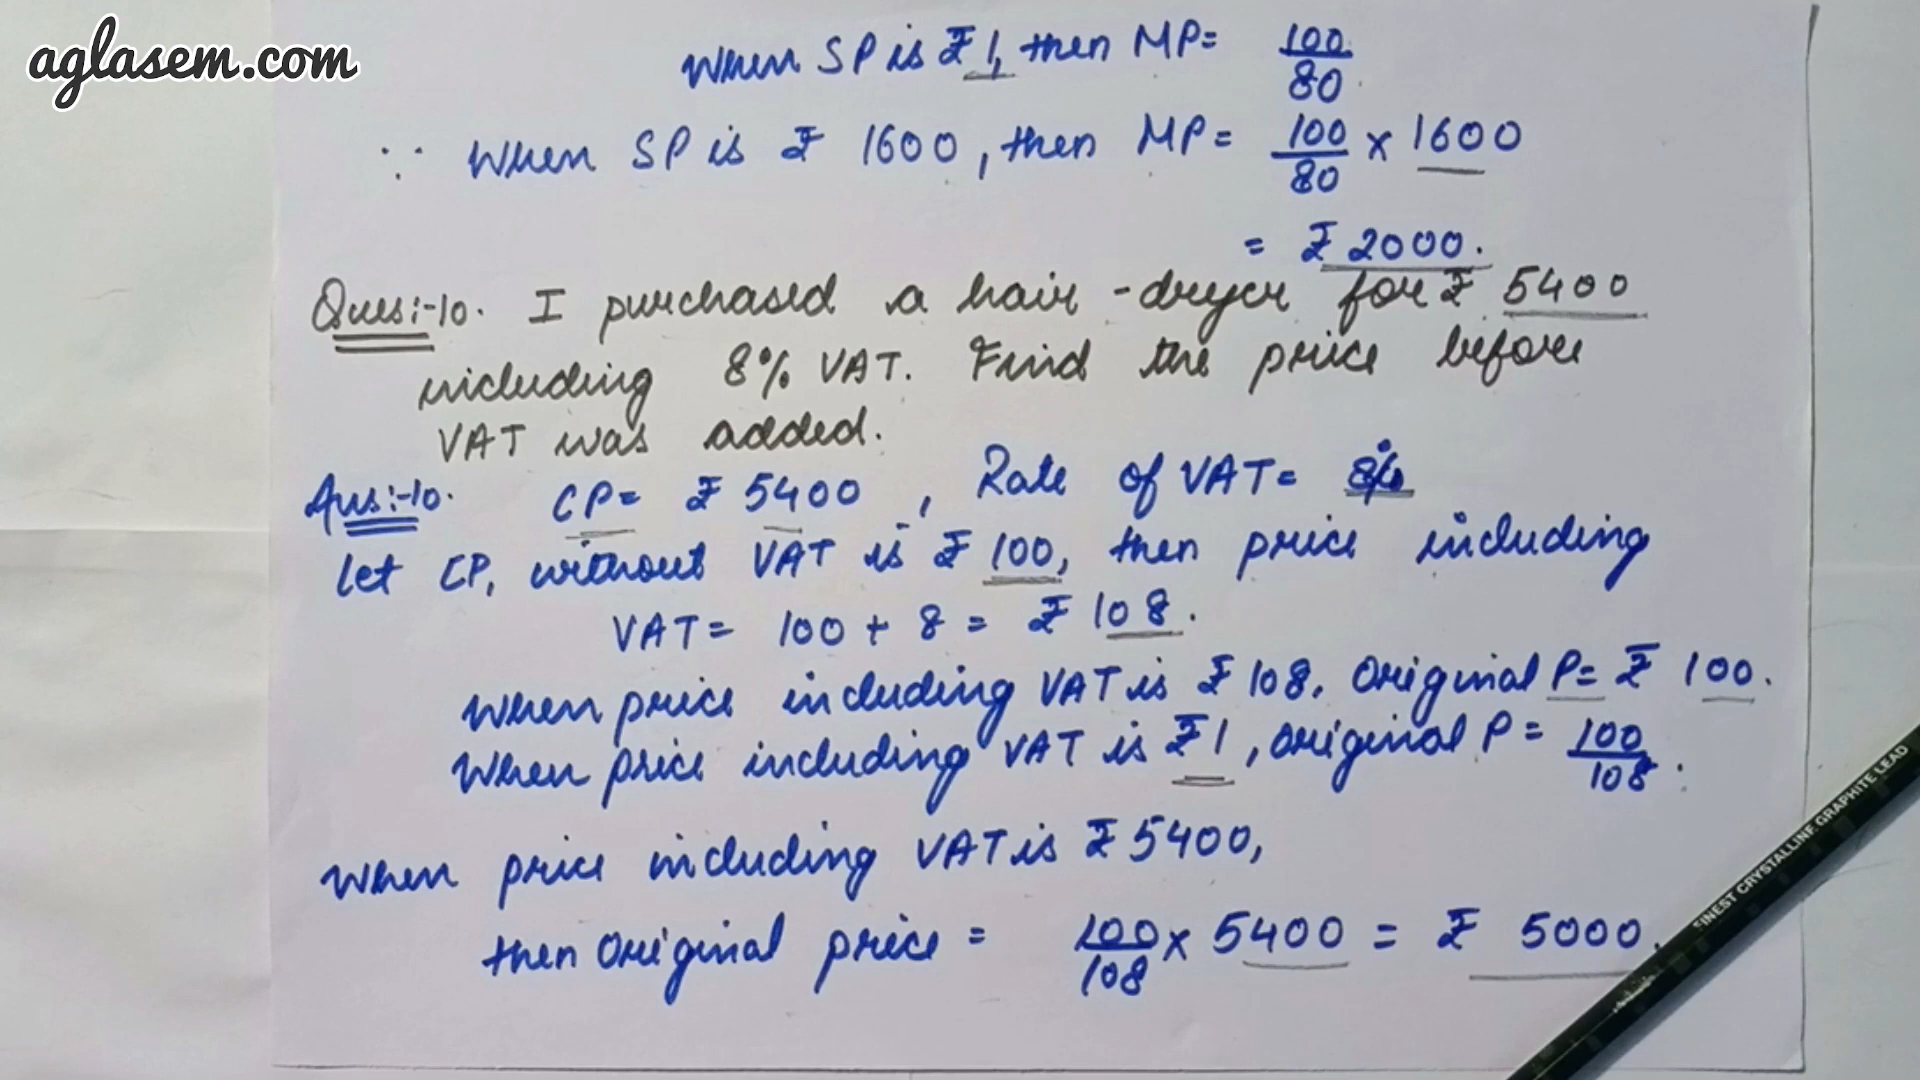 aglasem.com
When SP is ₹ 1, then MP = 100/80
∵ When SP is ₹ 1600, then MP = 100/80 × 1600
= ₹ 2000.
Ques:-10. I purchased a hair-dryer for ₹ 5400
including 8% VAT. Find the price before
VAT was added.
Ans:-10. CP = ₹ 5400, Rate of VAT = 8%
Let CP, without VAT is ₹ 100, then price including
VAT = 100 + 8 = ₹ 108.
When price including VAT is ₹ 108, Original P = ₹ 100.
When price including VAT is ₹ 1, original P = 100/108.
When price including VAT is ₹ 5400,
then Original price = 100/108 × 5400 = ₹ 5000.
FINEST CRYSTALLINE GRAPHITE LEAD